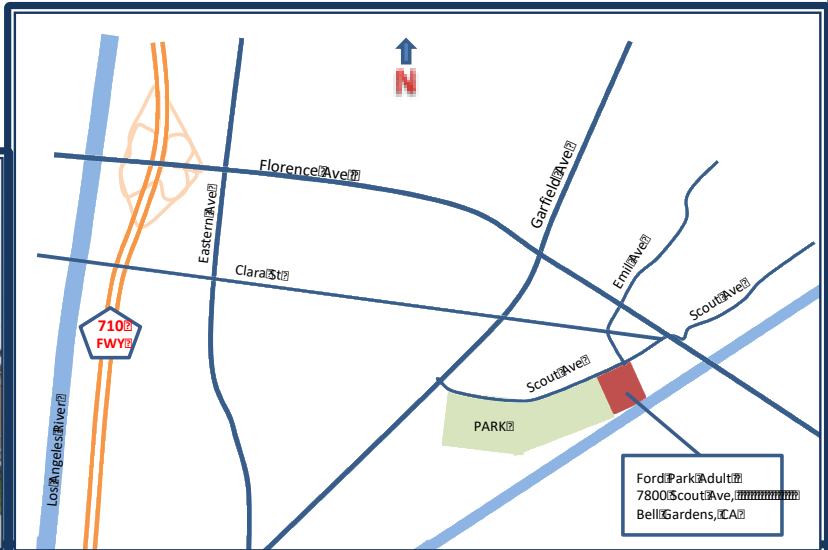 N
Florence Ave
Garfield Ave
Eastern Ave
Emil Ave
Clara St
Scout Ave
710
FWY
Scout Ave
Los Angeles River
PARK
Ford Park Adult
7800 Scout Ave,
Bell Gardens, CA